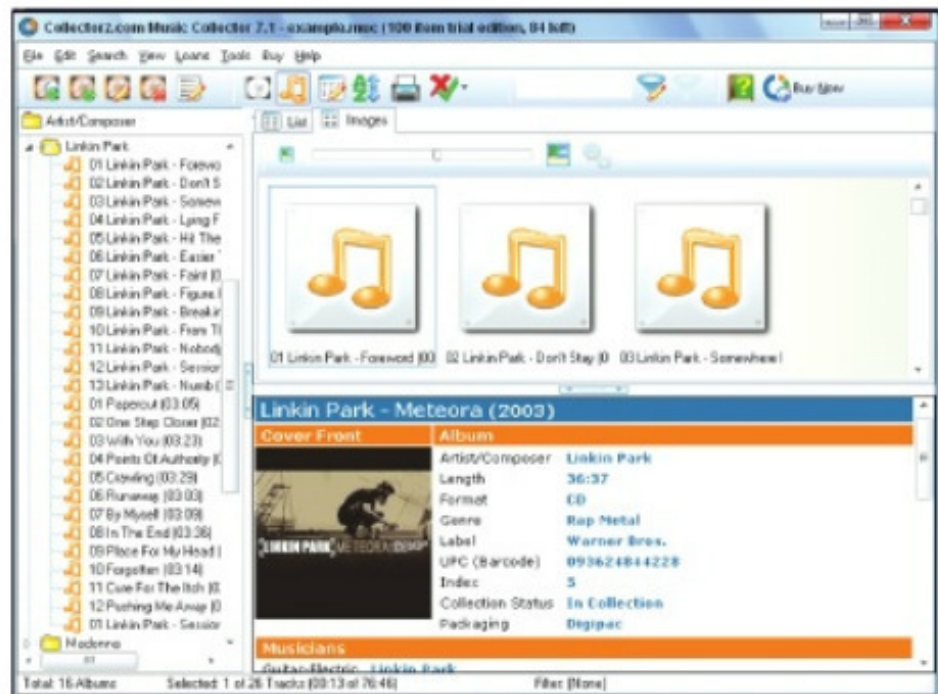 Collectorz.com Music Collector 7.1 - example.muc (100 item trial edition, 84 left)
File Edit Search View Loans Tools Buy Help
Buy Now
Artist/Composer
List Images
Linkin Park
01 Linkin Park - Forewo
02 Linkin Park - Don't S
03 Linkin Park - Somew
04 Linkin Park - Lying F
05 Linkin Park - Hit The
06 Linkin Park - Easier
07 Linkin Park - Faint (0
08 Linkin Park - Figure
09 Linkin Park - Breakin
10 Linkin Park - From Th
11 Linkin Park - Nobody
12 Linkin Park - Session
13 Linkin Park - Numb (
01 Papercut (03:05)
02 One Step Closer (02
03 With You (03:23)
04 Points Of Authority (0
05 Crawling (03:29)
06 Runaway (03:03)
07 By Myself (03:09)
08 In The End (03:36)
09 Place For My Head (
10 Forgotten (03:14)
11 Cure For The Itch (0
12 Pushing Me Away (0
01 Linkin Park - Session
Madonna
01 Linkin Park - Foreword (00 02 Linkin Park - Don't Stay (0 03 Linkin Park - Somewhere I
Linkin Park - Meteora (2003)
Cover Front Album
LINKIN PARK METEORA
Artist/Composer Linkin Park
Length 36:37
Format CD
Genre Rap Metal
Label Warner Bros.
UPC (Barcode) 093624844228
Index 5
Collection Status In Collection
Packaging Digipac
Musicians
Guitar-Electric Linkin Park
Total: 16 Albums Selected: 1 of 26 Tracks (00:13 of 76:46) Filter: [None]